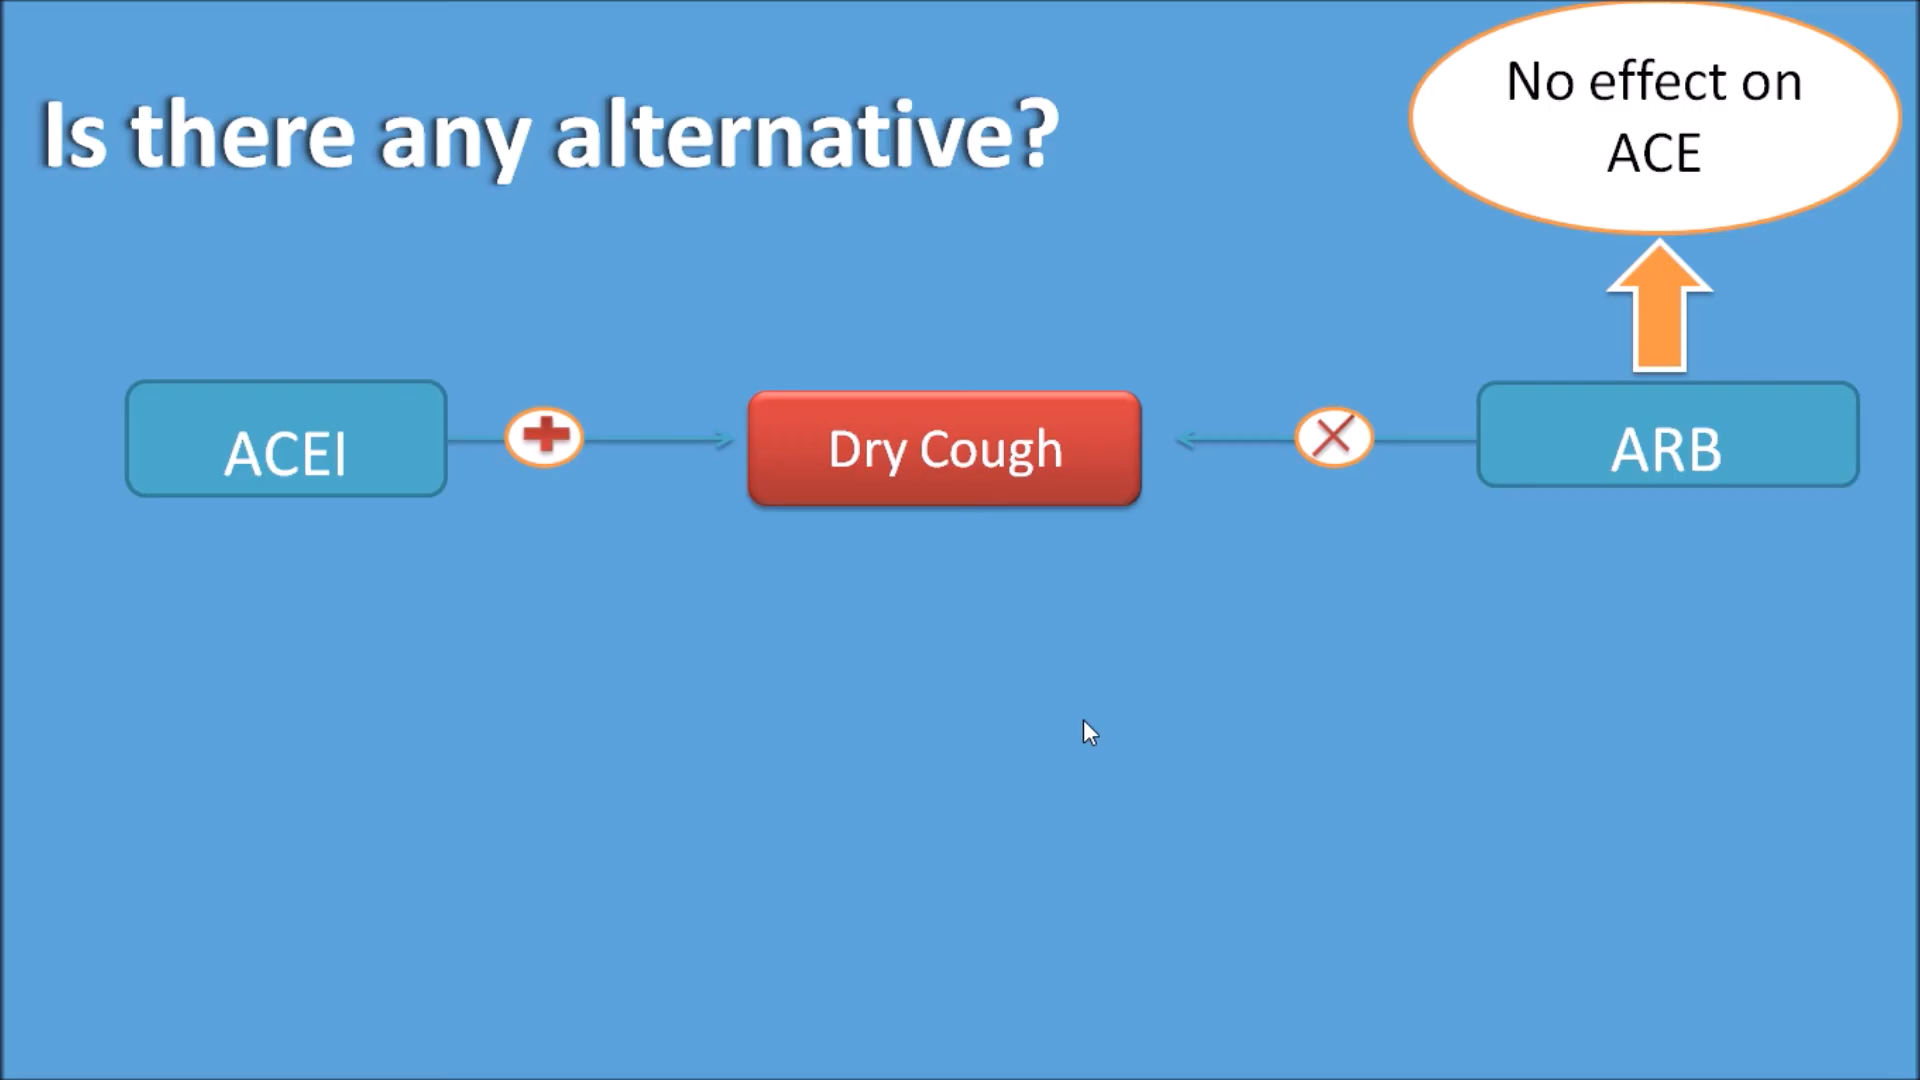 Is there any alternative?
No effect on
ACE
ACEI
Dry Cough
ARB